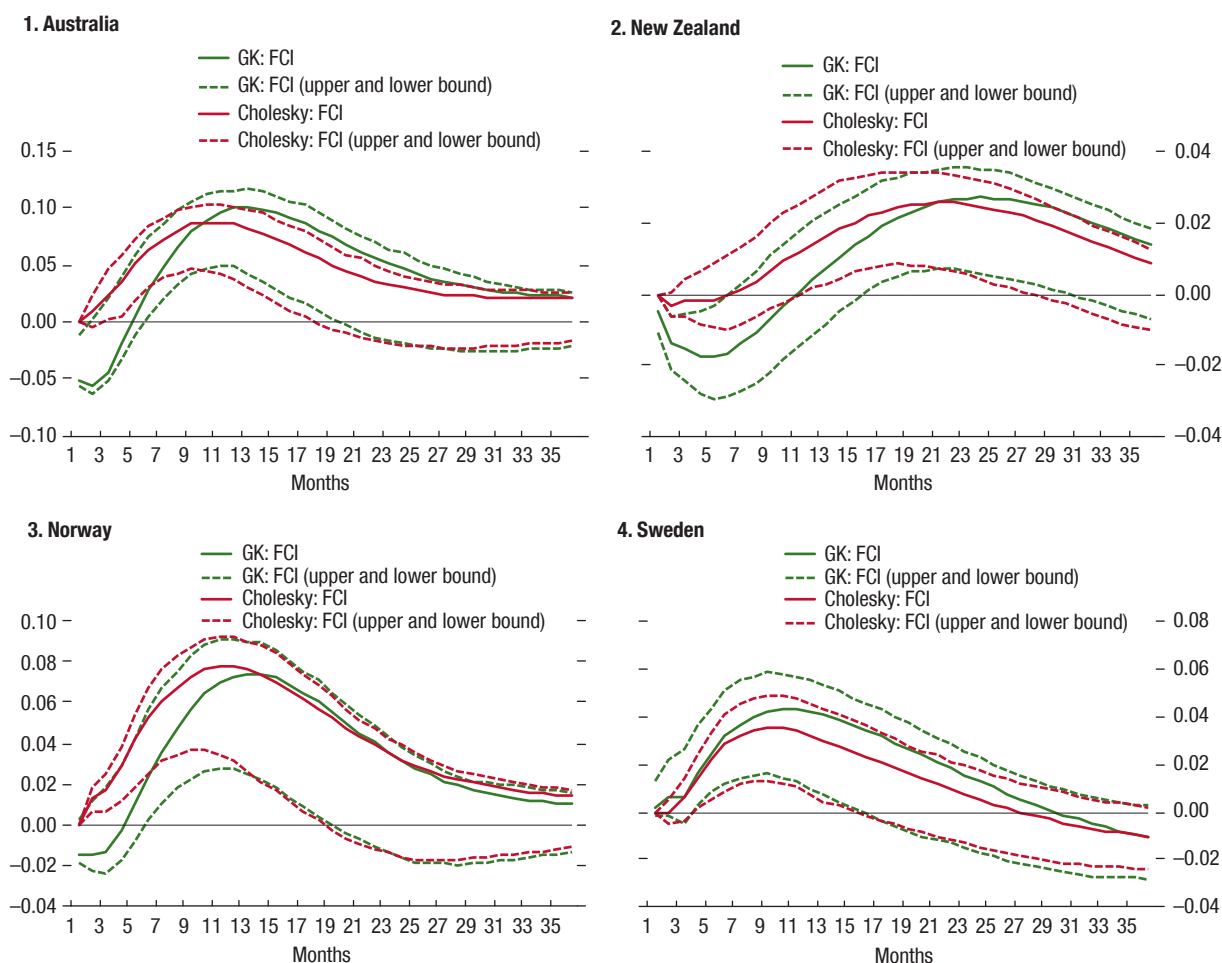 1. Australia
GK: FCI
GK: FCI (upper and lower bound)
Cholesky: FCI
Cholesky: FCI (upper and lower bound)
0.15
0.10
0.05
0.00
–0.05
–0.10
1 3 5 7 9 11 13 15 17 19 21 23 25 27 29 31 33 35
Months
2. New Zealand
GK: FCI
GK: FCI (upper and lower bound)
Cholesky: FCI
Cholesky: FCI (upper and lower bound)
0.04
0.02
0.00
–0.02
–0.04
1 3 5 7 9 11 13 15 17 19 21 23 25 27 29 31 33 35
Months
3. Norway
GK: FCI
GK: FCI (upper and lower bound)
Cholesky: FCI
Cholesky: FCI (upper and lower bound)
0.10
0.08
0.06
0.04
0.02
0.00
–0.02
–0.04
1 3 5 7 9 11 13 15 17 19 21 23 25 27 29 31 33 35
Months
4. Sweden
GK: FCI
GK: FCI (upper and lower bound)
Cholesky: FCI
Cholesky: FCI (upper and lower bound)
0.08
0.06
0.04
0.02
0.00
–0.02
–0.04
1 3 5 7 9 11 13 15 17 19 21 23 25 27 29 31 33 35
Months